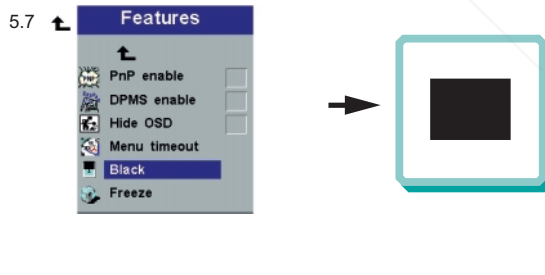 5.7 Features
PnP enable
DPMS enable
Hide OSD
Menu timeout
Black
Freeze